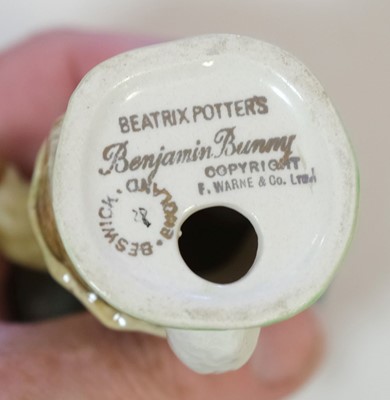 BEATRIX POTTER'S
Benjamin Bunny
COPYRIGHT
F. WARNE & Co. Ltd.
BESWICK, ENGLAND